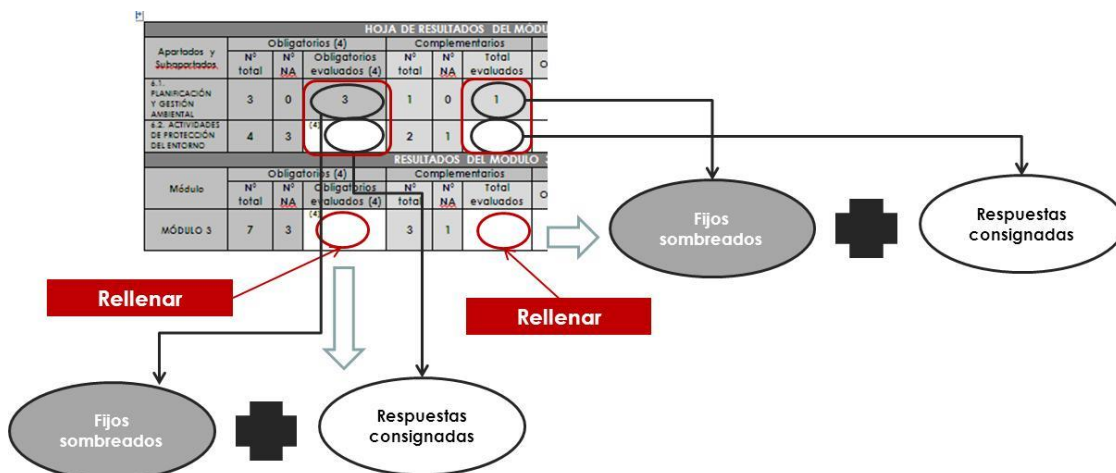 HOJA DE RESULTADOS DEL MÓDU
Apartados y Subapartados
Obligatorios (4)
Complementarios
Nº total
Nº NA
Obligatorios evaluados (4)
Nº total
Nº NA
Total evaluados
O
6.1. PLANIFICACIÓN Y GESTIÓN AMBIENTAL
3 0 3 1 0 1
6.2. ACTIVIDADES DE PROTECCIÓN DEL ENTORNO
4 3 (4) 2 1
RESULTADOS DEL MODULO 3
Módulo
Obligatorios (4)
Complementarios
Nº total
Nº NA
Obligatorios evaluados (4)
Nº total
Nº NA
Total evaluados
O
MÓDULO 3
7 3 (4) 3 1
Fijos
sombreados
Respuestas
consignadas
Rellenar
Rellenar
Fijos
sombreados
Respuestas
consignadas